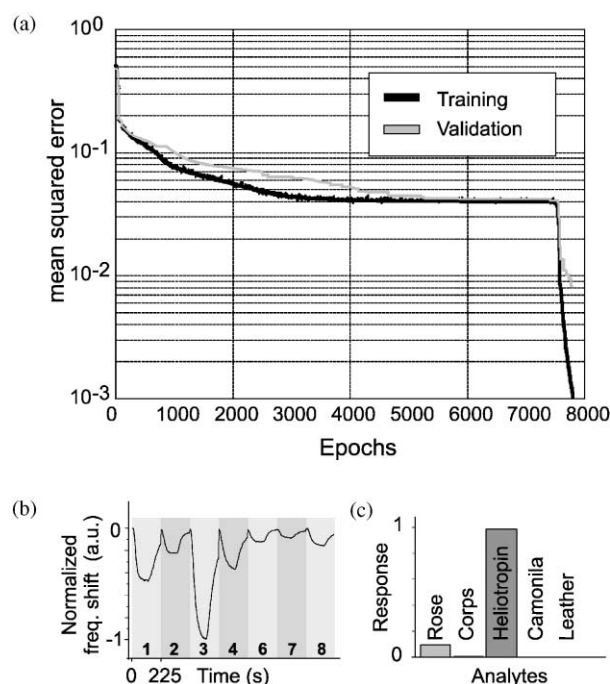 (a)
mean squared error
10^0
10^-1
10^-2
10^-3
Training
Validation
0 1000 2000 3000 4000 5000 6000 7000 8000
Epochs
(b)
Normalized
freq. shift (a.u.)
0
-1
1 2 3 4 6 7 8
0 225 Time (s)
(c)
Response
1
0
Rose
Corps
Heliotropin
Camonila
Leather
Analytes